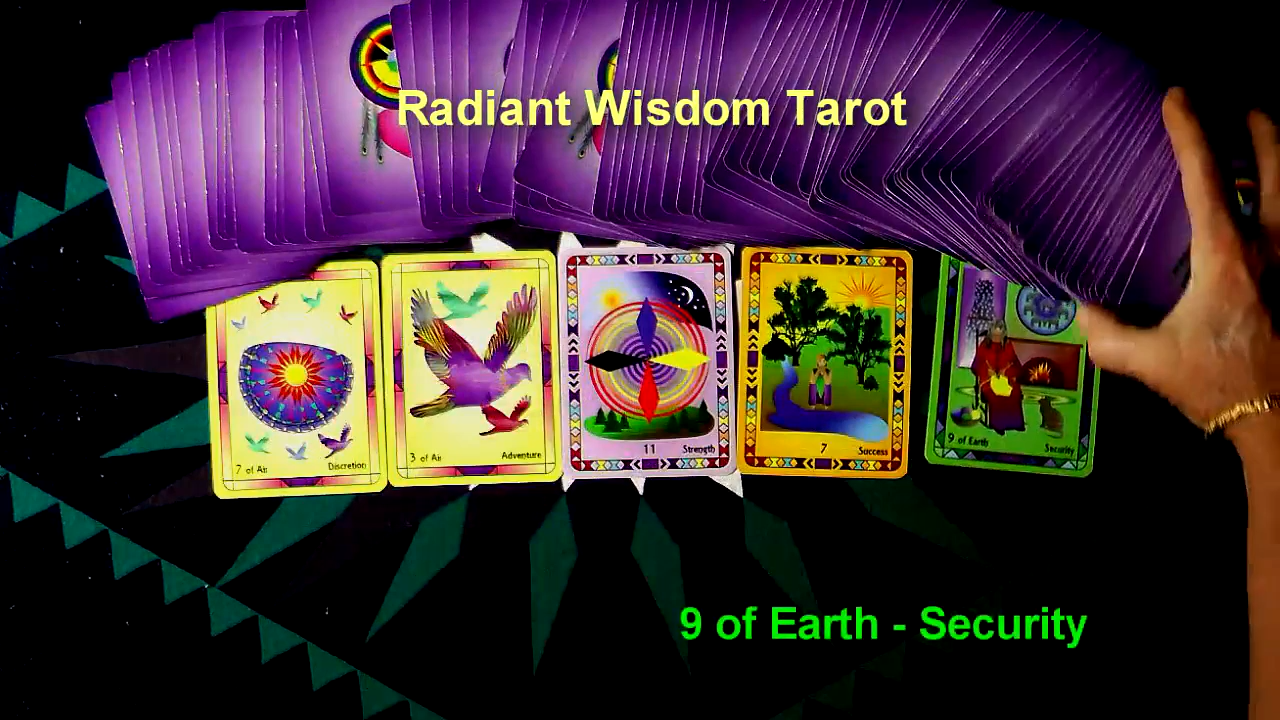 Radiant Wisdom Tarot
7 of Air
Discretion
3 of Air
Adventure
11
Strength
7
Success
9 of Earth
Security
9 of Earth - Security